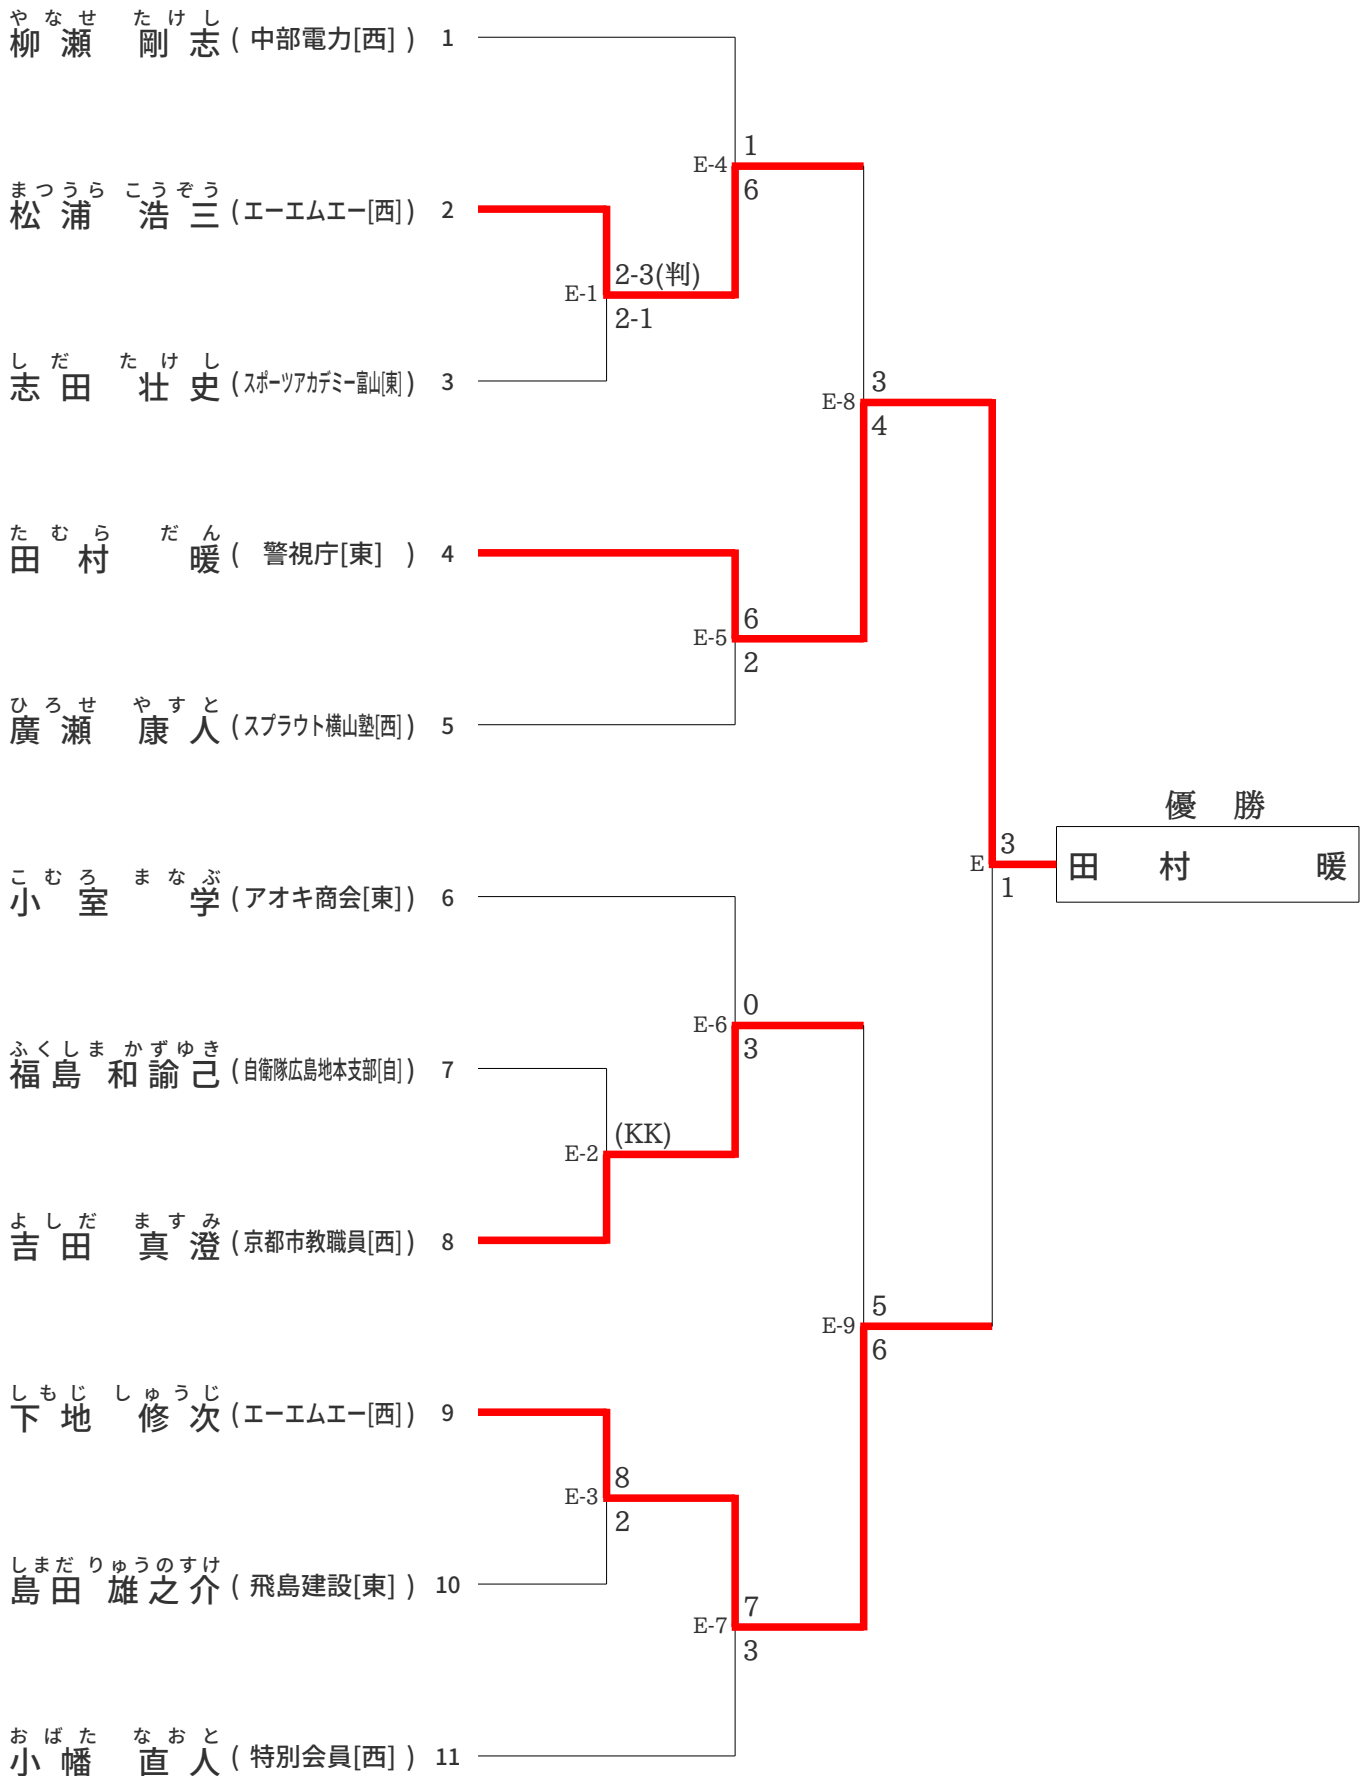 やなせ たけし
柳瀬 剛志 ( 中部電力[西] ) 1
1
E-4
6
まつうら こうぞう
松浦 浩三 ( エーエムエー[西] ) 2
2-3(判)
E-1
2-1
しだ たけし
志田 壮史 ( スポーツアカデミー富山[東] ) 3
3
E-8
4
たむら だん
田村 暖 ( 警視庁[東] ) 4
6
E-5
2
ひろせ やすと
廣瀬 康人 ( スプラウト横山塾[西] ) 5
優 勝
3
E
田村 暖
1
こむろ まなぶ
小室 学 ( アオキ商会[東] ) 6
0
E-6
3
ふくしま かずゆき
福島 和諭己 ( 自衛隊広島地本支部[自] ) 7
(KK)
E-2
よしだ ますみ
吉田 真澄 ( 京都市教職員[西] ) 8
5
E-9
6
しもじ しゅうじ
下地 修次 ( エーエムエー[西] ) 9
8
E-3
2
しまだ りゅうのすけ
島田 雄之介 ( 飛島建設[東] ) 10
7
E-7
3
おばた なおと
小幡 直人 ( 特別会員[西] ) 11